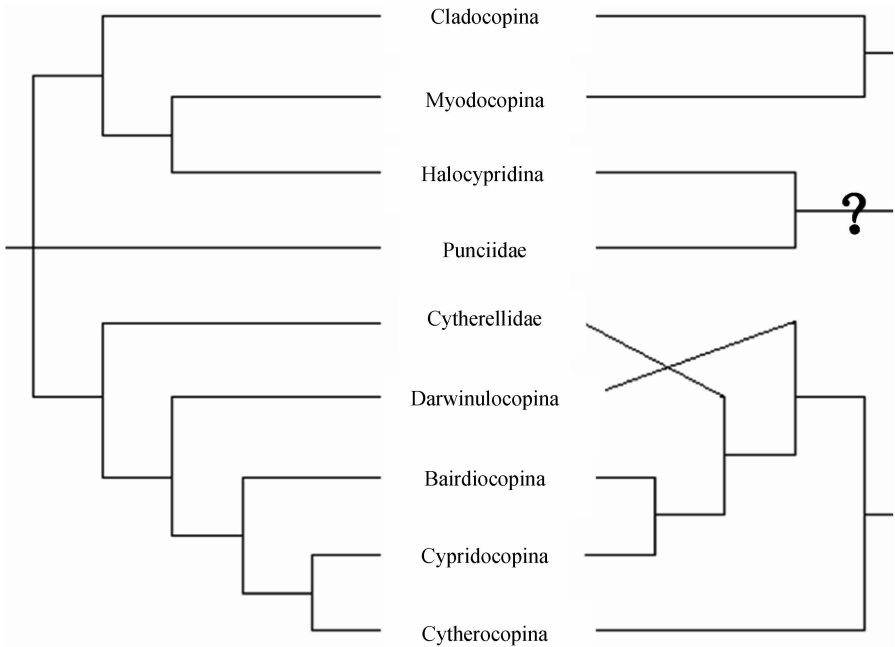 Cladocopina
Myodocopina
Halocypridina
?
Punciidae
Cytherellidae
Darwinulocopina
Bairdiocopina
Cypridocopina
Cytherocopina